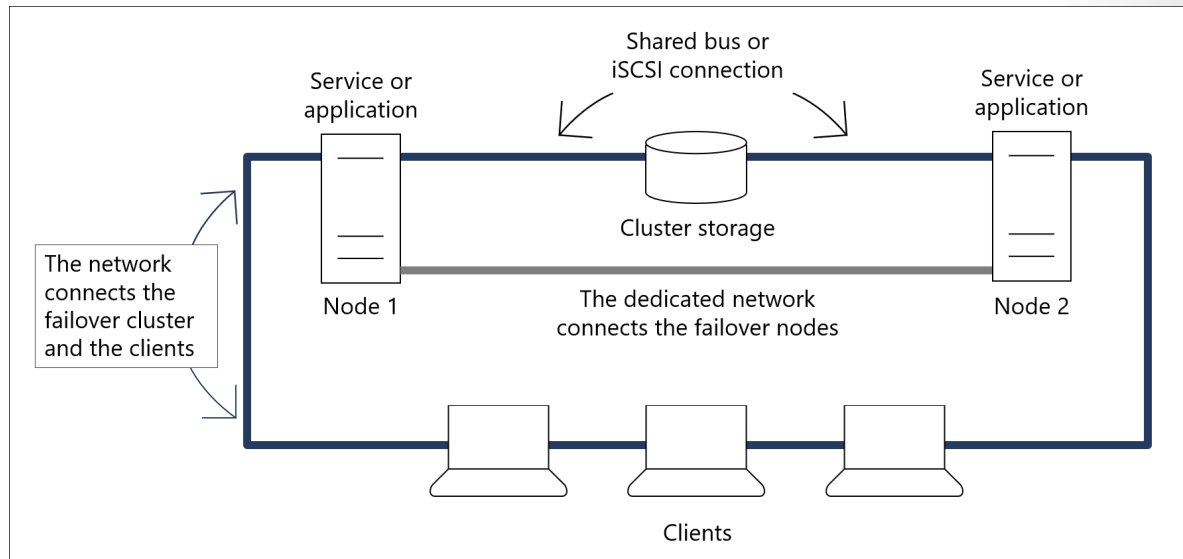 Shared bus or
iSCSI connection
Service or
application
Service or
application
Cluster storage
The network
connects the
failover cluster
and the clients
Node 1
The dedicated network
connects the failover nodes
Node 2
Clients